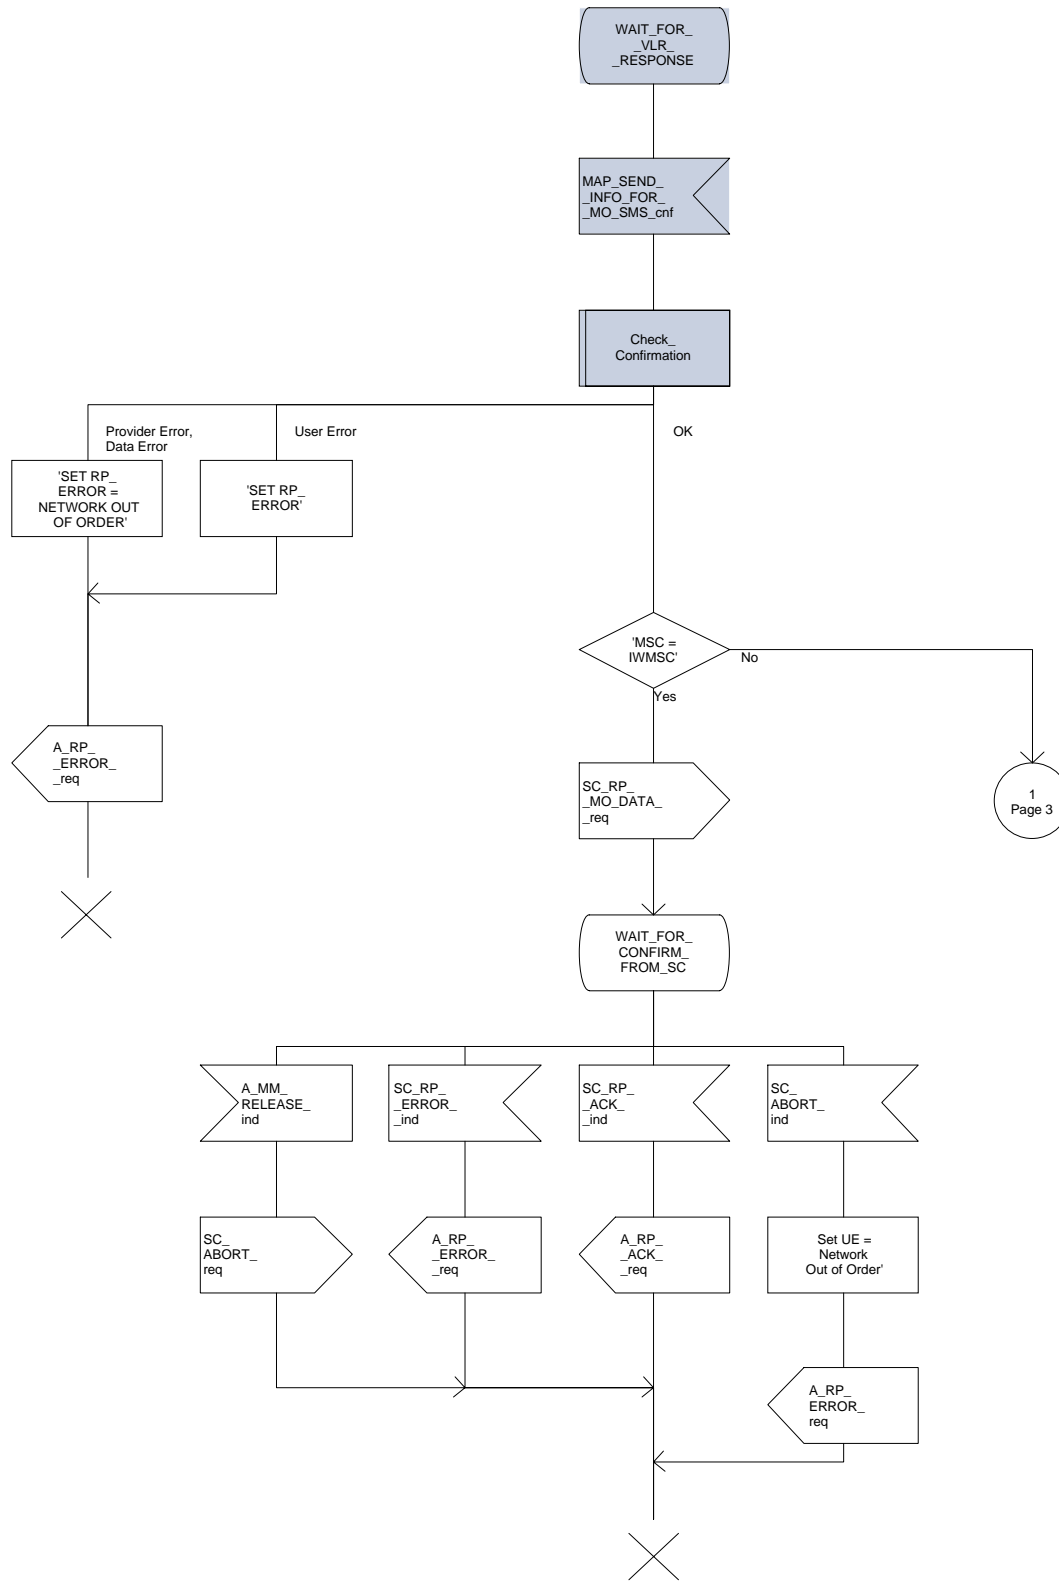 WAIT_FOR_
_VLR_
_RESPONSE
MAP_SEND_
_INFO_FOR_
_MO_SMS_cnf
Check_
Confirmation
Provider Error,
Data Error
User Error
OK
'SET RP_
ERROR =
NETWORK OUT
OF ORDER'
'SET RP_
ERROR'
'MSC =
IWMSC'
No
Yes
A_RP_
_ERROR_
_req
SC_RP_
_MO_DATA_
_req
1
Page 3
WAIT_FOR_
CONFIRM_
FROM_SC
A_MM_
RELEASE_
ind
SC_RP_
_ERROR_
_ind
SC_RP_
_ACK_
_ind
SC_
ABORT_
ind
SC_
ABORT_
req
A_RP_
_ERROR_
_req
A_RP_
_ACK_
_req
Set UE =
Network
Out of Order'
A_RP_
ERROR_
req